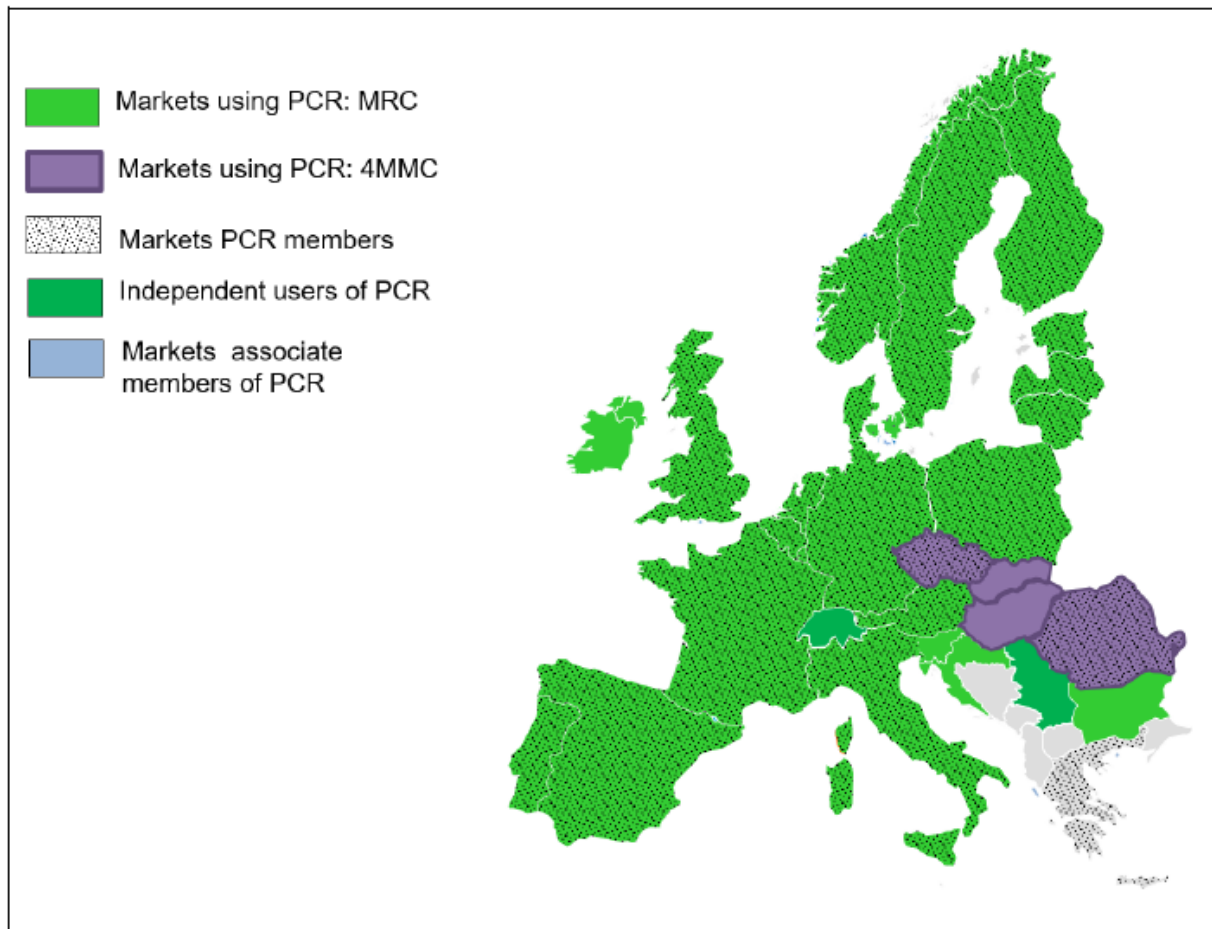 Markets using PCR: MRC
Markets using PCR: 4MMC
Markets PCR members
Independent users of PCR
Markets associate
members of PCR